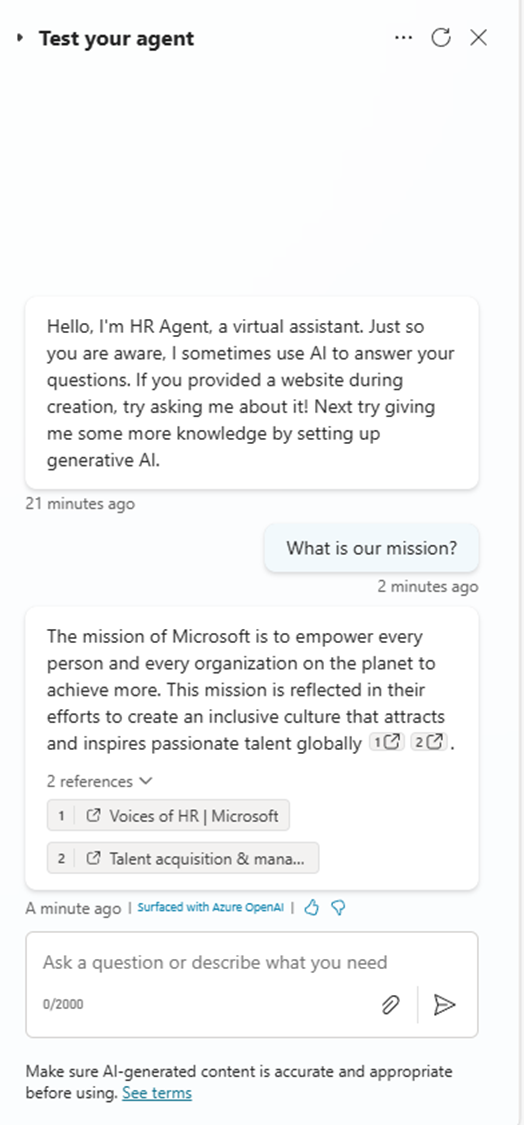 Test your agent
Hello, I'm HR Agent, a virtual assistant. Just so
you are aware, I sometimes use AI to answer your
questions. If you provided a website during
creation, try asking me about it! Next try giving
me some more knowledge by setting up
generative AI.
21 minutes ago
What is our mission?
2 minutes ago
The mission of Microsoft is to empower every
person and every organization on the planet to
achieve more. This mission is reflected in their
efforts to create an inclusive culture that attracts
and inspires passionate talent globally 1 2 .
2 references
1 Voices of HR | Microsoft
2 Talent acquisition & mana...
A minute ago | Surfaced with Azure OpenAI |
Ask a question or describe what you need
0/2000
Make sure AI-generated content is accurate and appropriate
before using. See terms